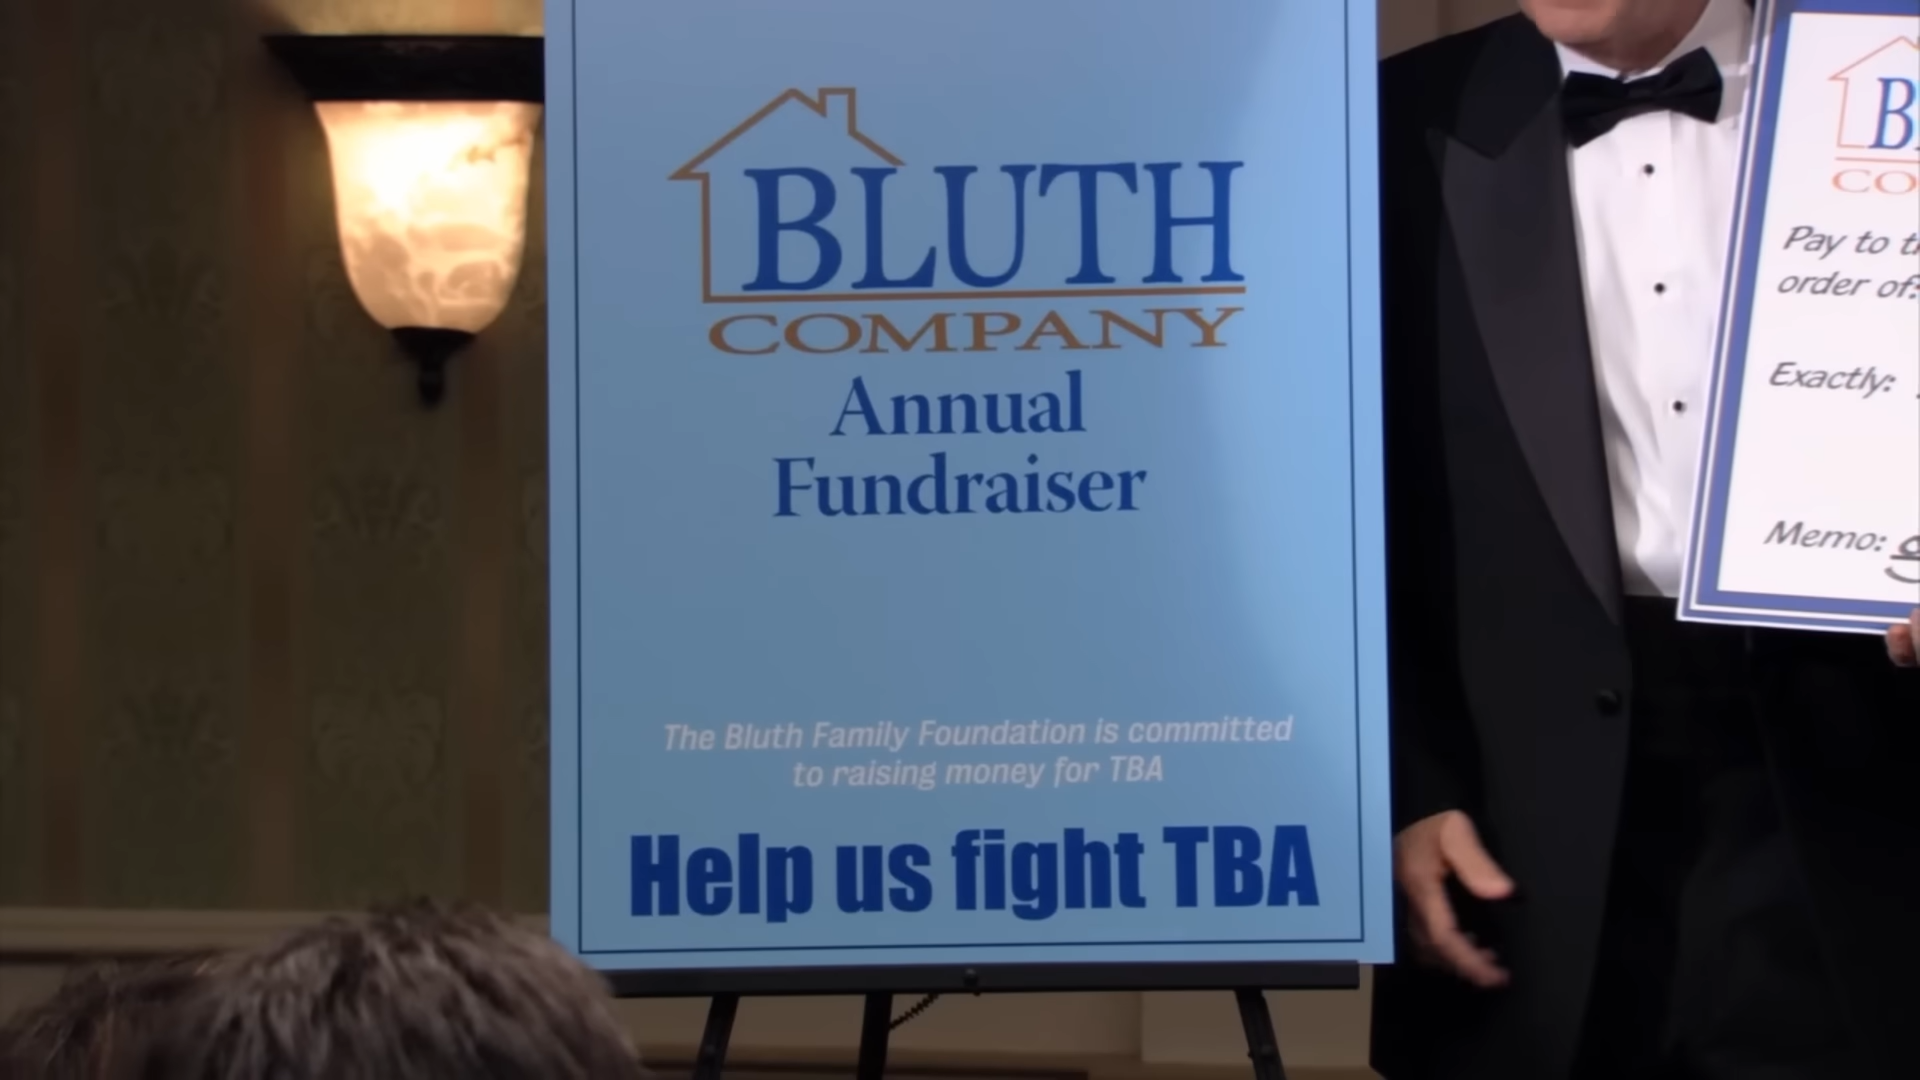 BLUTH
COMPANY
Annual
Fundraiser
The Bluth Family Foundation is committed
to raising money for TBA
Help us fight TBA
B
CO
Pay to t
order of:
Exactly:
Memo: